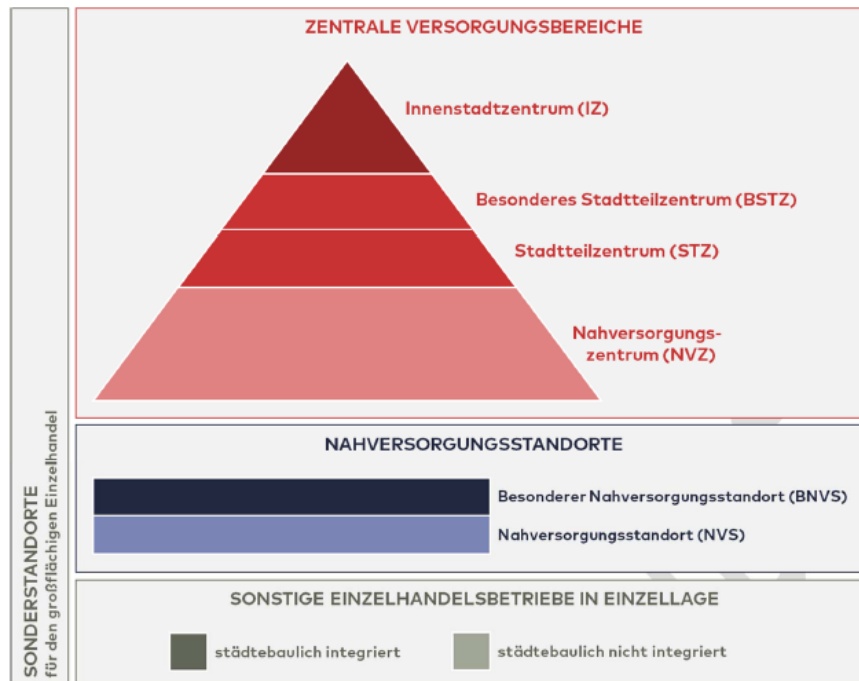 ZENTRALE VERSORGUNGSBEREICHE
Innenstadtzentrum (IZ)
Besonderes Stadtteilzentrum (BSTZ)
Stadtteilzentrum (STZ)
Nahversorgungs-
zentrum (NVZ)
NAHVERSORGUNGSSTANDORTE
Besonderer Nahversorgungsstandort (BNVS)
Nahversorgungsstandort (NVS)
SONSTIGE EINZELHANDELSBETRIEBE IN EINZELLAGE
städtebaulich integriert
städtebaulich nicht integriert
SONDERSTANDORTE
für den großflächigen Einzelhandel